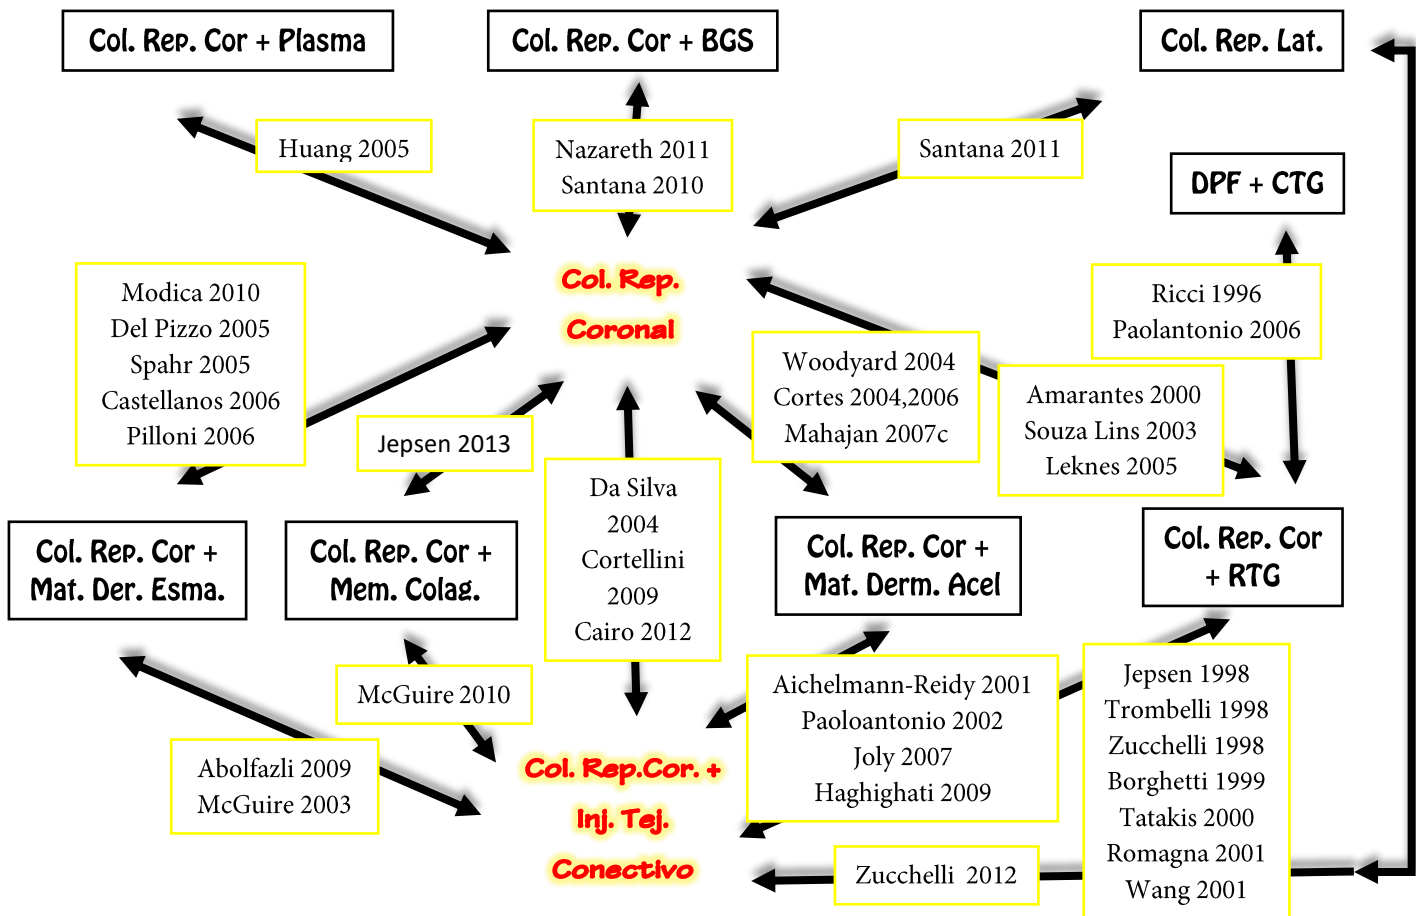 Col. Rep. Cor + Plasma
Col. Rep. Cor + BGS
Col. Rep. Lat.
Huang 2005
Nazareth 2011
Santana 2010
Santana 2011
DPF + CTG
Col. Rep.
Coronal
Modica 2010
Del Pizzo 2005
Spahr 2005
Castellanos 2006
Pilloni 2006
Ricci 1996
Paolantonio 2006
Woodyard 2004
Cortes 2004,2006
Mahajan 2007c
Amarantes 2000
Souza Lins 2003
Leknes 2005
Jepsen 2013
Da Silva
2004
Cortellini
2009
Cairo 2012
Col. Rep. Cor +
Mat. Der. Esma.
Col. Rep. Cor +
Mem. Colag.
Col. Rep. Cor +
Mat. Derm. Acel
Col. Rep. Cor
+ RTG
McGuire 2010
Aichelmann-Reidy 2001
Paoloantonio 2002
Joly 2007
Haghighati 2009
Jepsen 1998
Trombelli 1998
Zucchelli 1998
Borghetti 1999
Tatakis 2000
Romagna 2001
Wang 2001
Abolfazli 2009
McGuire 2003
Col. Rep.Cor. +
Inj. Tej.
Conectivo
Zucchelli 2012